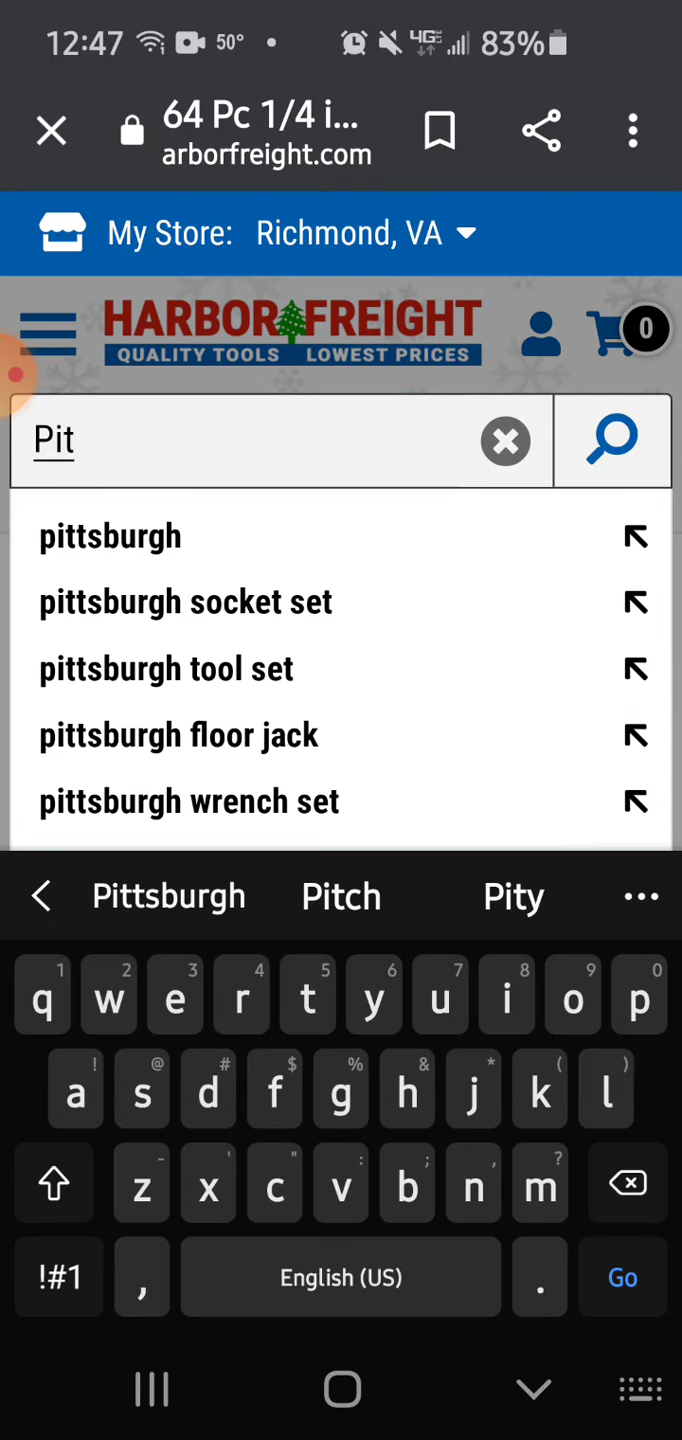 12:47 50° 4GE 83%
64 Pc 1/4 i...
arborfreight.com
My Store: Richmond, VA
HARBOR FREIGHT
QUALITY TOOLS LOWEST PRICES
0
Pit
pittsburgh
pittsburgh socket set
pittsburgh tool set
pittsburgh floor jack
pittsburgh wrench set
Pittsburgh Pitch Pity ...
1 2 3 4 5 6 7 8 9 0
q w e r t y u i o p
! @ # $ % & * ( )
a s d f g h j k l
- ' " : ; , ?
z x c v b n m
!#1 , English (US) . Go